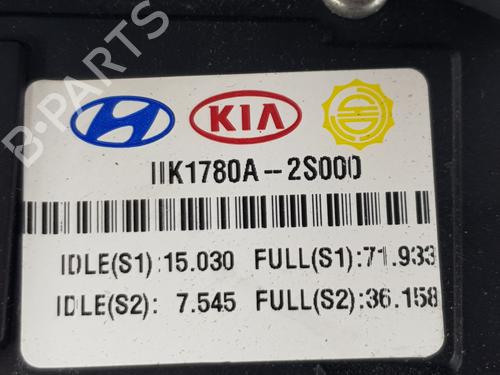 B-PARTS
KIA
IIK1780A-2S000
IDLE(S1):15.030 FULL(S1):71.933
IDLE(S2): 7.545 FULL(S2):36.158